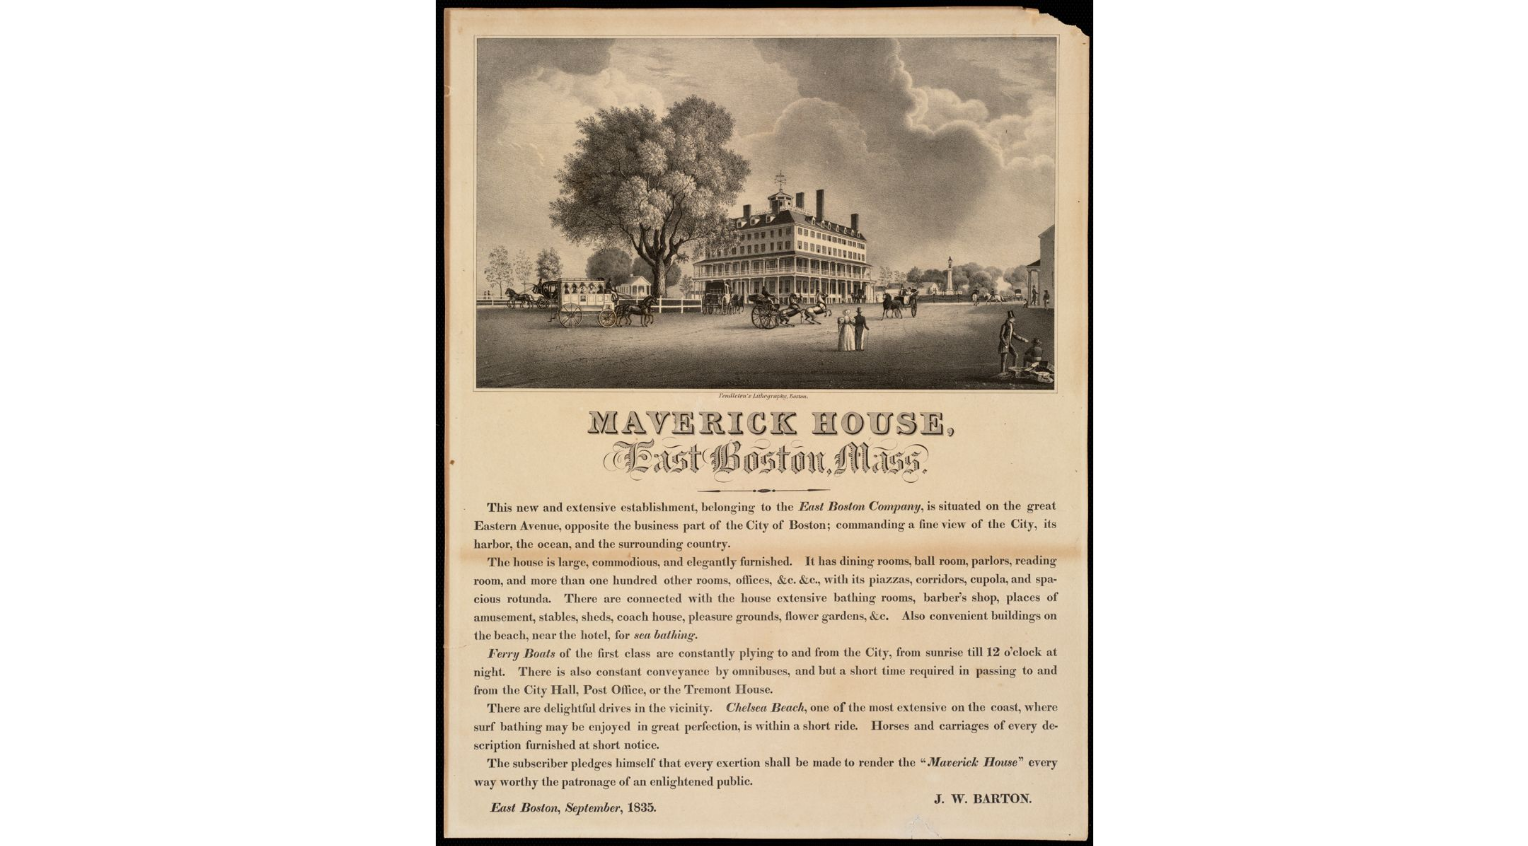 Pendleton's Lithography, Boston.
MAVERICK HOUSE,
East Boston, Mass.
This new and extensive establishment, belonging to the East Boston Company, is situated on the great
Eastern Avenue, opposite the business part of the City of Boston; commanding a fine view of the City, its
harbor, the ocean, and the surrounding country.
The house is large, commodious, and elegantly furnished. It has dining rooms, ball room, parlors, reading
room, and more than one hundred other rooms, offices, &c. &c., with its piazzas, corridors, cupola, and spa-
cious rotunda. There are connected with the house extensive bathing rooms, barber's shop, places of
amusement, stables, sheds, coach house, pleasure grounds, flower gardens, &c. Also convenient buildings on
the beach, near the hotel, for sea bathing.
Ferry Boats of the first class are constantly plying to and from the City, from sunrise till 12 o'clock at
night. There is also constant conveyance by omnibuses, and but a short time required in passing to and
from the City Hall, Post Office, or the Tremont House.
There are delightful drives in the vicinity. Chelsea Beach, one of the most extensive on the coast, where
surf bathing may be enjoyed in great perfection, is within a short ride. Horses and carriages of every de-
scription furnished at short notice.
The subscriber pledges himself that every exertion shall be made to render the "Maverick House" every
way worthy the patronage of an enlightened public.
J. W. BARTON.
East Boston, September, 1835.